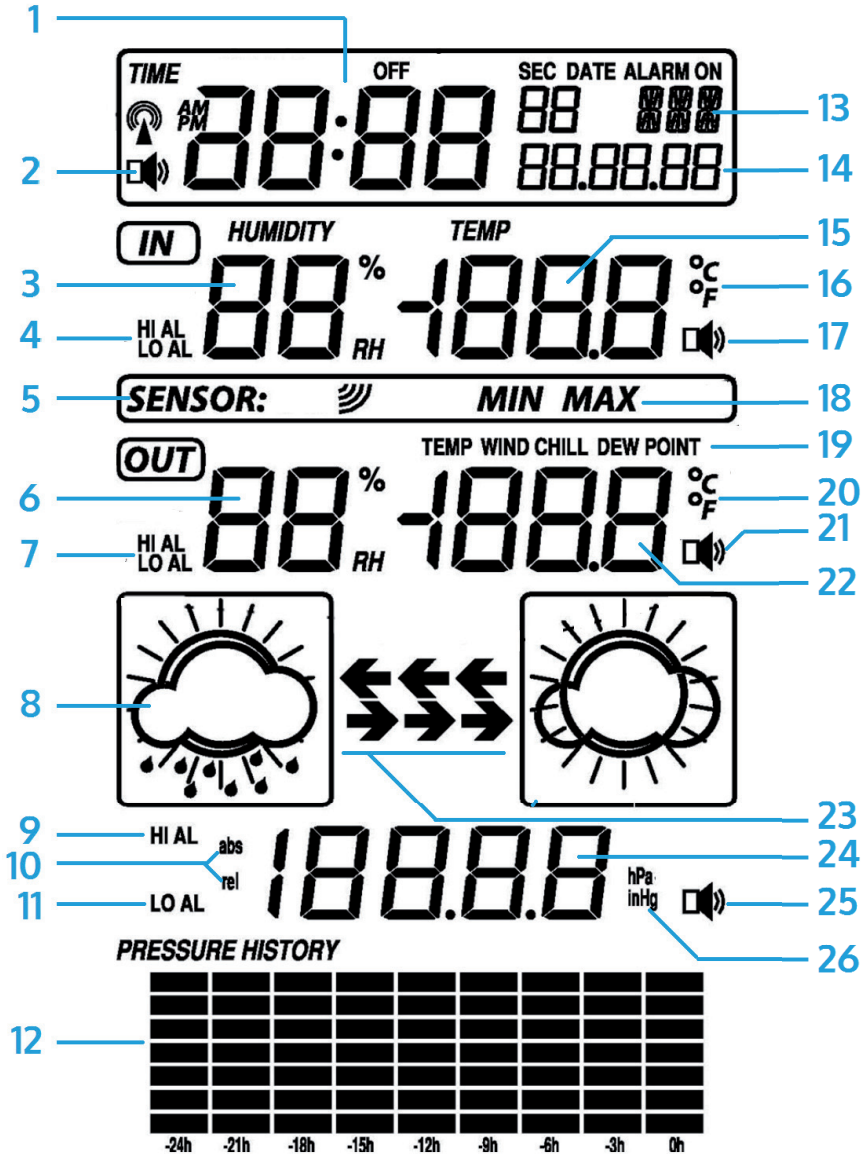 1
TIME OFF SEC DATE ALARM ON
AM 88:88 88 13
PM
2 88.88.88 14
IN HUMIDITY TEMP 15
3 88 % -188.8 °C 16
°F
4 HI AL
LO AL RH 17
5 SENSOR: MIN MAX 18
OUT TEMP WIND CHILL DEW POINT 19
6 88 % -188.8 °C 20
°F
7 HI AL
LO AL RH 21
22
8
23
9 HI AL 188.8.8 24
10 abs
rel hPa
inHg
11 LO AL 25
26
PRESSURE HISTORY
12
-24h -21h -18h -15h -12h -9h -6h -3h 0h